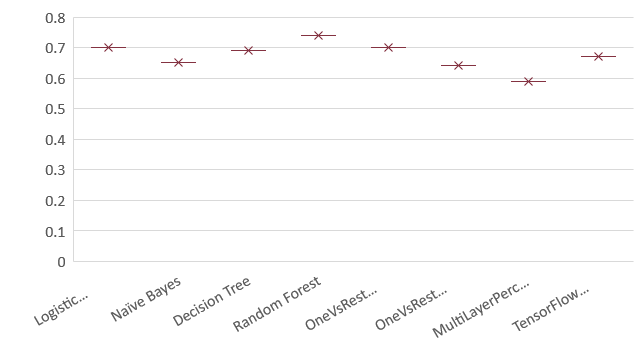 0.8
0.7
0.6
0.5
0.4
0.3
0.2
0.1
0
Logistic...
Naïve Bayes
Decision Tree
Random Forest
OneVsRest...
OneVsRest...
MultiLayerPerc...
TensorFlow...